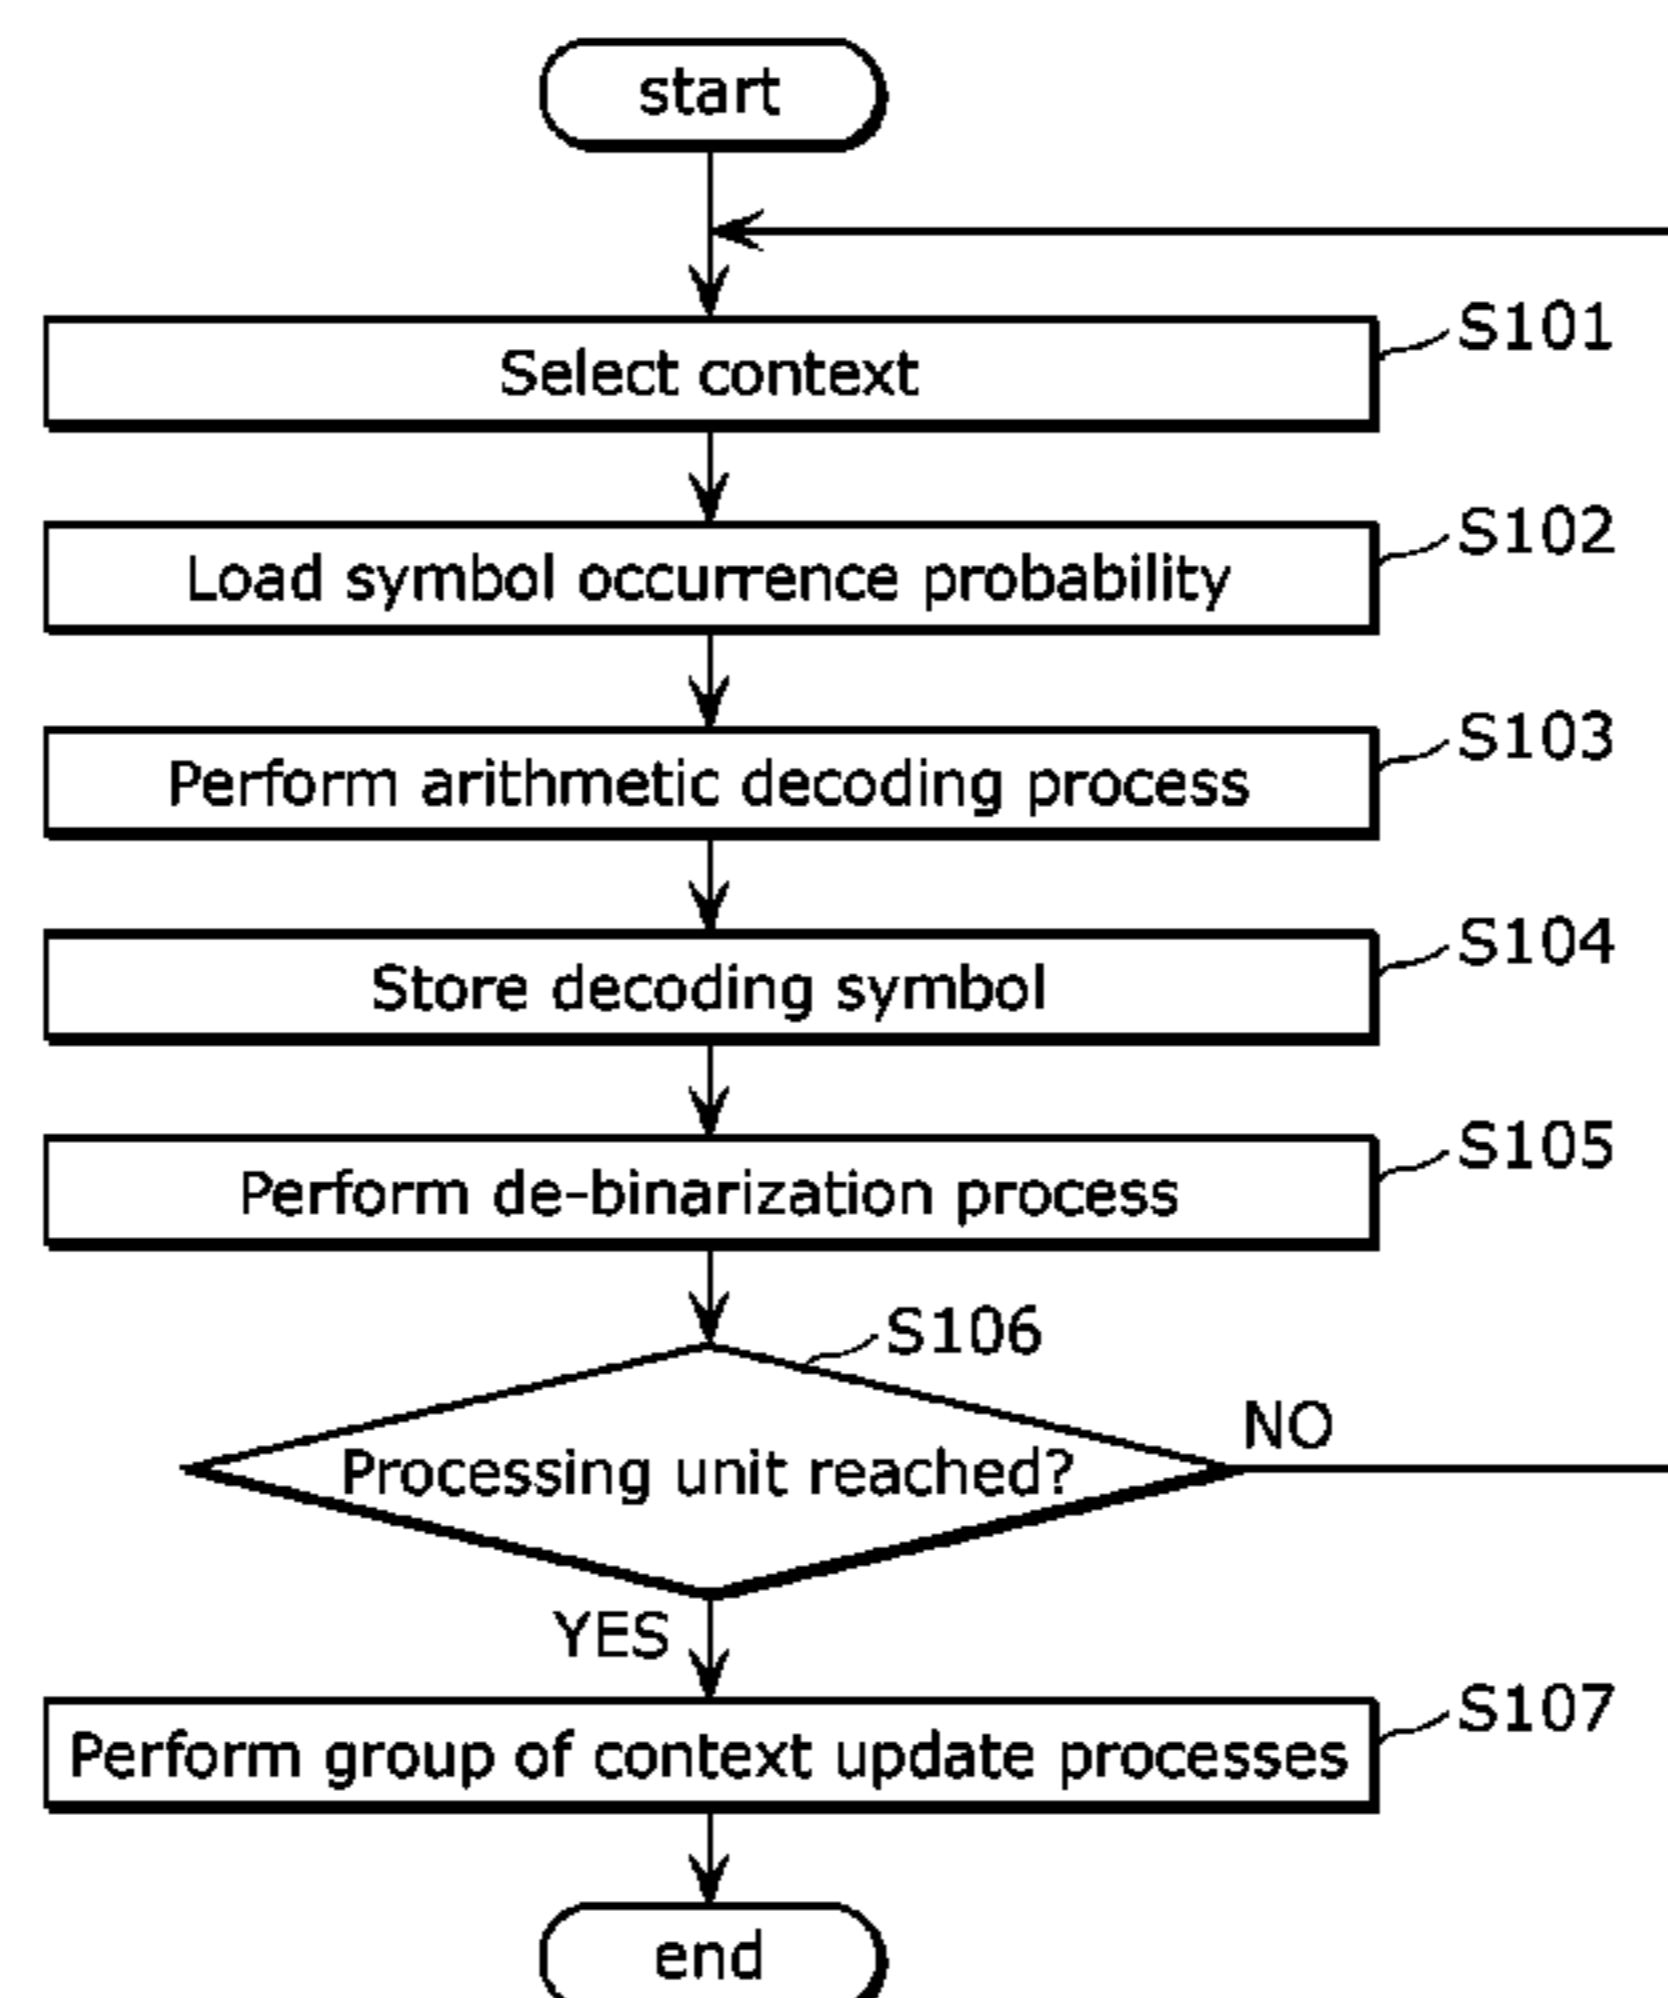 start
Select context
S101
Load symbol occurrence probability
S102
Perform arithmetic decoding process
S103
Store decoding symbol
S104
Perform de-binarization process
S105
S106
Processing unit reached?
NO
YES
Perform group of context update processes
S107
end